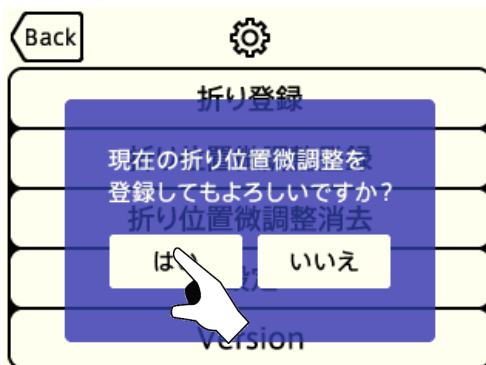 Back
折り登録
現在の折り位置微調整を
登録してもよろしいですか?
折り位置微調整消去
はい
いいえ
Version